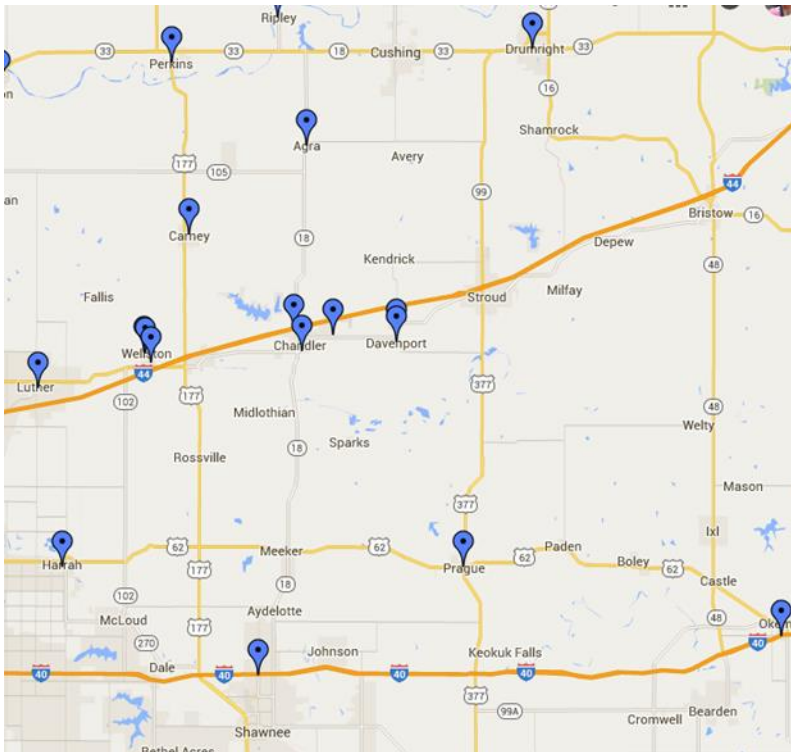 Ripley
33
33
18
Cushing
33
Drumright
33
Perkins
16
Shamrock
Agra
Avery
177
105
99
44
Bristow
16
Carney
18
Depew
Kendrick
48
Fallis
Stroud
Milfay
Wellston
Chandler
Davenport
Luther
44
377
177
102
Midlothian
48
Welty
Sparks
18
Rossville
Mason
377
Ixl
62
Meeker
62
Harrah
177
Prague
62
Paden
Boley
62
Castle
102
18
Aydelotte
McLoud
177
48
270
Johnson
Keokuk Falls
40
Dale
40
40
40
40
377
99A
Bearden
Cromwell
Shawnee
Bethel Acres